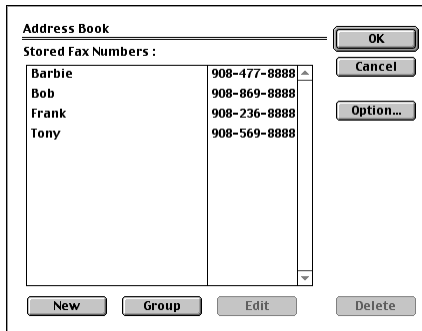 Address Book
OK
Stored Fax Numbers :
Cancel
Barbie 908-477-8888
Bob 908-869-8888
Frank 908-236-8888
Option...
Tony 908-569-8888
New Group Edit Delete